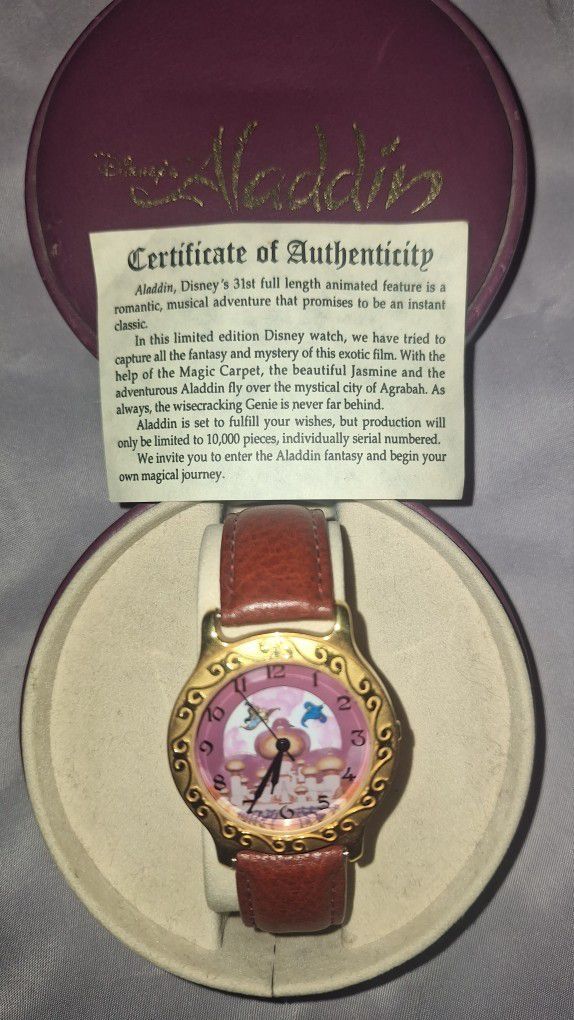 Disney's Aladdin
Certificate of Authenticity
Aladdin, Disney's 31st full length animated feature is a
romantic, musical adventure that promises to be an instant
classic.
In this limited edition Disney watch, we have tried to
capture all the fantasy and mystery of this exotic film. With the
help of the Magic Carpet, the beautiful Jasmine and the
adventurous Aladdin fly over the mystical city of Agrabah. As
always, the wisecracking Genie is never far behind.
Aladdin is set to fulfill your wishes, but production will
only be limited to 10,000 pieces, individually serial numbered.
We invite you to enter the Aladdin fantasy and begin your
own magical journey.
12
1
2
3
4
5
6
7
9
10